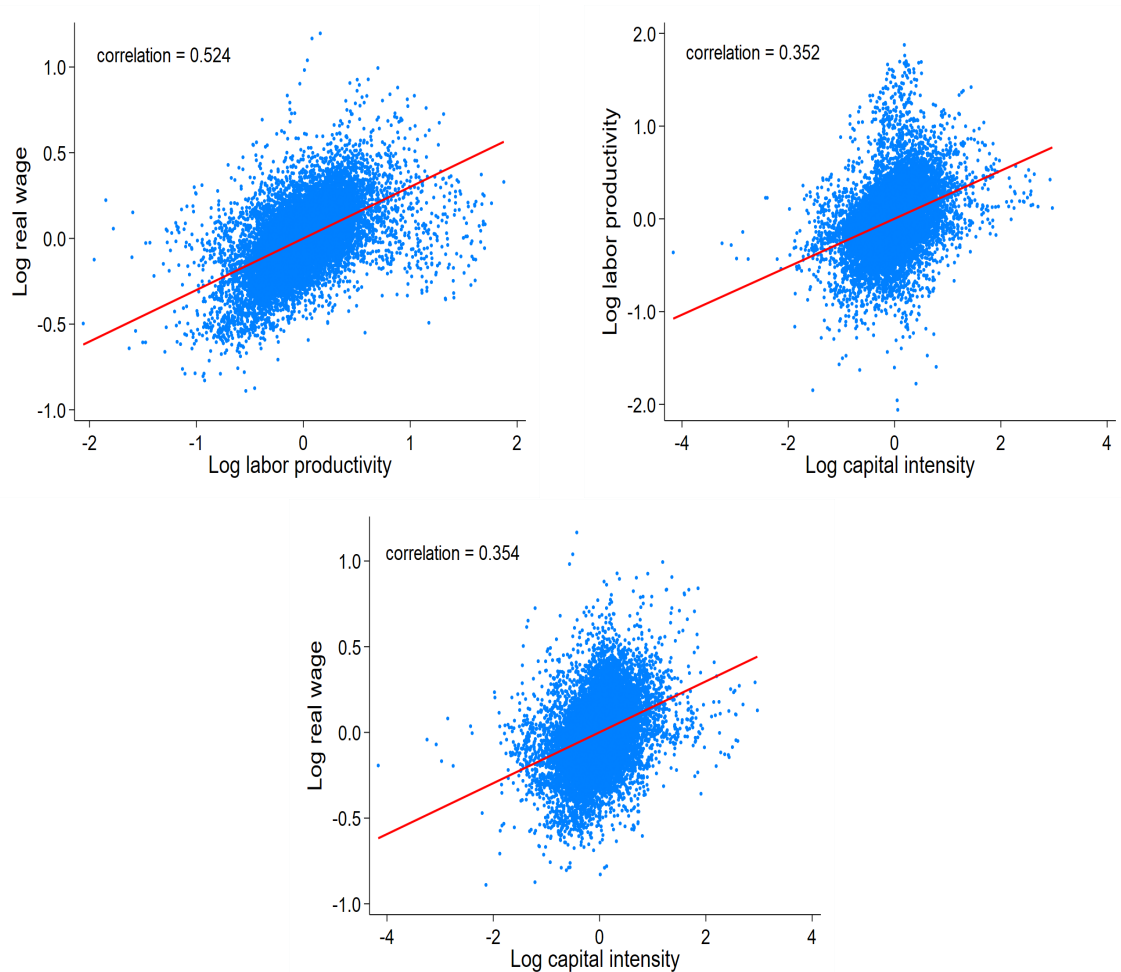 correlation = 0.524
Log real wage
1.0
0.5
0.0
-0.5
-1.0
-2 -1 0 1 2
Log labor productivity
correlation = 0.352
Log labor productivity
2.0
1.0
0.0
-1.0
-2.0
-4 -2 0 2 4
Log capital intensity
correlation = 0.354
Log real wage
1.0
0.5
0.0
-0.5
-1.0
-4 -2 0 2 4
Log capital intensity